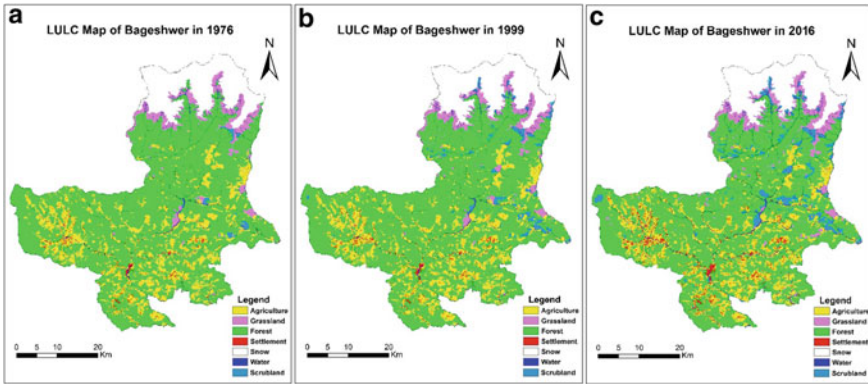 a
LULC Map of Bageshwer in 1976
N
Legend
Agriculture
Grassland
Forest
Settlement
Snow
Water
Scrubland
0 5 10 20
Km
b
LULC Map of Bageshwer in 1999
N
Legend
Agriculture
Grassland
Forest
Settlement
Snow
Water
Scrubland
0 5 10 20
Km
c
LULC Map of Bageshwer in 2016
N
Legend
Agriculture
Grassland
Forest
Settlement
Snow
Water
Scrubland
0 5 10 20
Km